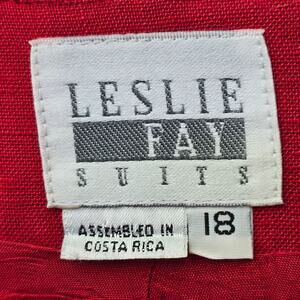 LESLIE
FAY
SUITS
ASSEMBLED IN
COSTA RICA
18